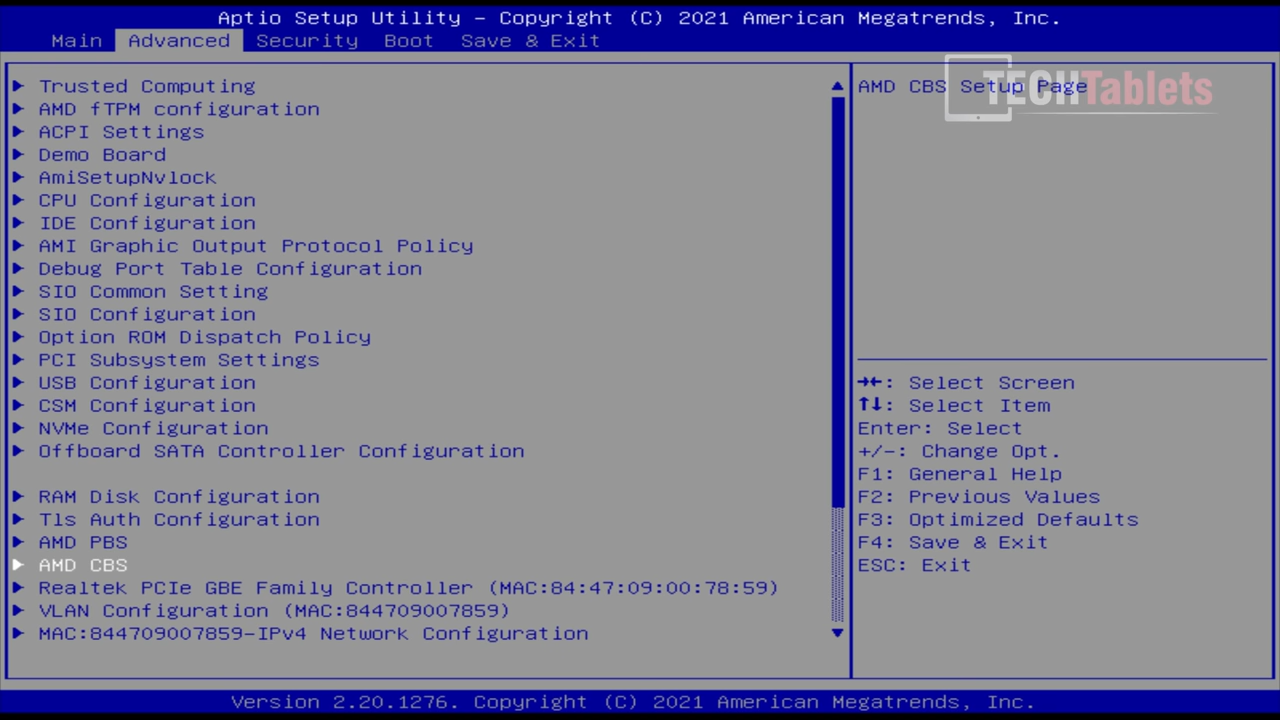 Aptio Setup Utility – Copyright (C) 2021 American Megatrends, Inc.
Main Advanced Security Boot Save & Exit
Trusted Computing
AMD fTPM configuration
ACPI Settings
Demo Board
AmiSetupNvlock
CPU Configuration
IDE Configuration
AMI Graphic Output Protocol Policy
Debug Port Table Configuration
SIO Common Setting
SIO Configuration
Option ROM Dispatch Policy
PCI Subsystem Settings
USB Configuration
CSM Configuration
NVMe Configuration
Offboard SATA Controller Configuration
RAM Disk Configuration
Tls Auth Configuration
AMD PBS
AMD CBS
Realtek PCIe GBE Family Controller (MAC:84:47:09:00:78:59)
VLAN Configuration (MAC:844709007859)
MAC:844709007859-IPv4 Network Configuration
AMD CBS Setup Page
TECHTablets
→←: Select Screen
↑↓: Select Item
Enter: Select
+/-: Change Opt.
F1: General Help
F2: Previous Values
F3: Optimized Defaults
F4: Save & Exit
ESC: Exit
Version 2.20.1276. Copyright (C) 2021 American Megatrends, Inc.